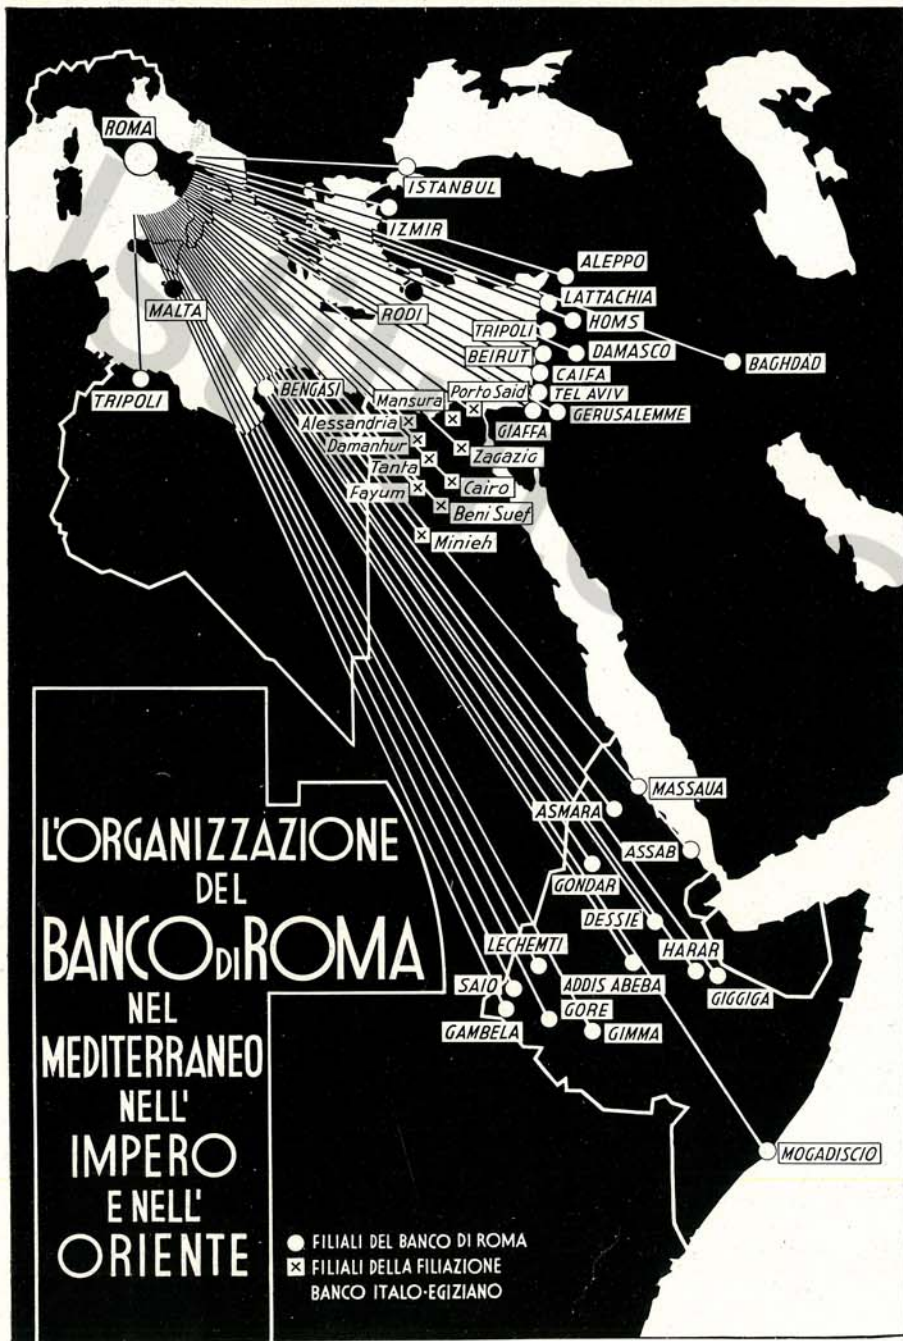 ROMA
ISTANBUL
IZMIR
ALEPPO
LATTACHIA
MALTA
RODI
HOMS
TRIPOLI
BEIRUT
DAMASCO
BAGHDAD
CAIFA
TRIPOLI
BENGASI
Mansura
Porto Said
TEL AVIV
GERUSALEMME
Alessandria
GIAFFA
Damanhur
Zagazig
Tanta
Fayum
Cairo
Beni Suef
Minieh
MASSAUA
ASMARA
ASSAB
GONDAR
DESSIE
LECHEMTI
HARAR
SAIO
ADDIS ABEBA
GIGGIGA
GORE
GAMBELA
GIMMA
MOGADISCIO
L'ORGANIZZAZIONE
DEL
BANCO DI ROMA
NEL
MEDITERRANEO
NELL'
IMPERO
E NELL'
ORIENTE
FILIALI DEL BANCO DI ROMA
FILIALI DELLA FILIAZIONE
BANCO ITALO-EGIZIANO